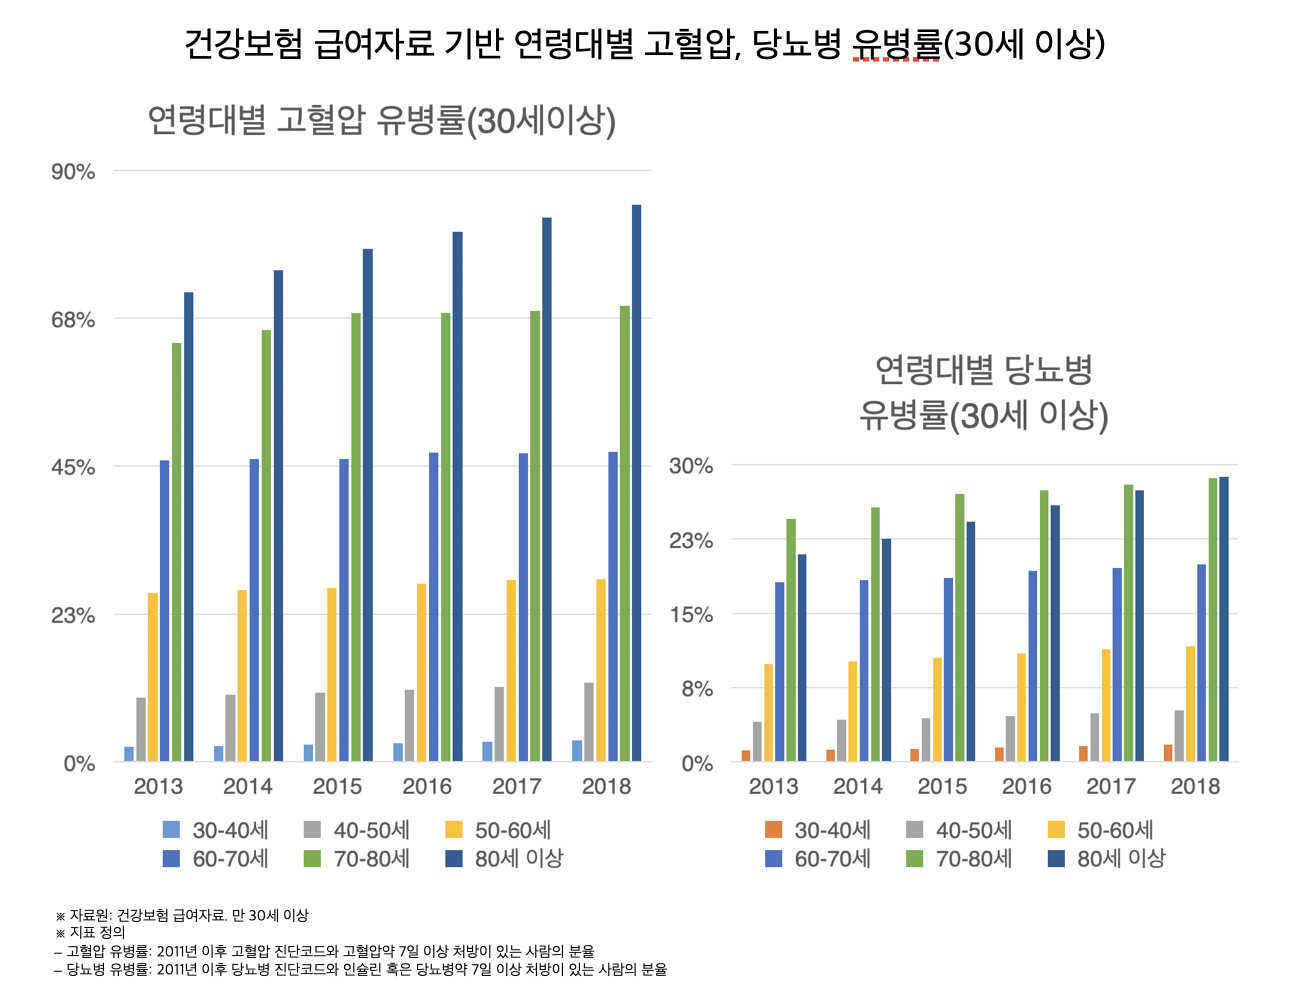 건강보험 급여자료 기반 연령대별 고혈압, 당뇨병 유병률(30세 이상)
연령대별 고혈압 유병률(30세이상)
90%
68%
45%
23%
0%
2013 2014 2015 2016 2017 2018
30-40세 40-50세 50-60세
60-70세 70-80세 80세 이상
연령대별 당뇨병
유병률(30세 이상)
30%
23%
15%
8%
0%
2013 2014 2015 2016 2017 2018
30-40세 40-50세 50-60세
60-70세 70-80세 80세 이상
※ 자료원: 건강보험 급여자료. 만 30세 이상
※ 지표 정의
– 고혈압 유병률: 2011년 이후 고혈압 진단코드와 고혈압약 7일 이상 처방이 있는 사람의 분율
– 당뇨병 유병률: 2011년 이후 당뇨병 진단코드와 인슐린 혹은 당뇨병약 7일 이상 처방이 있는 사람의 분율